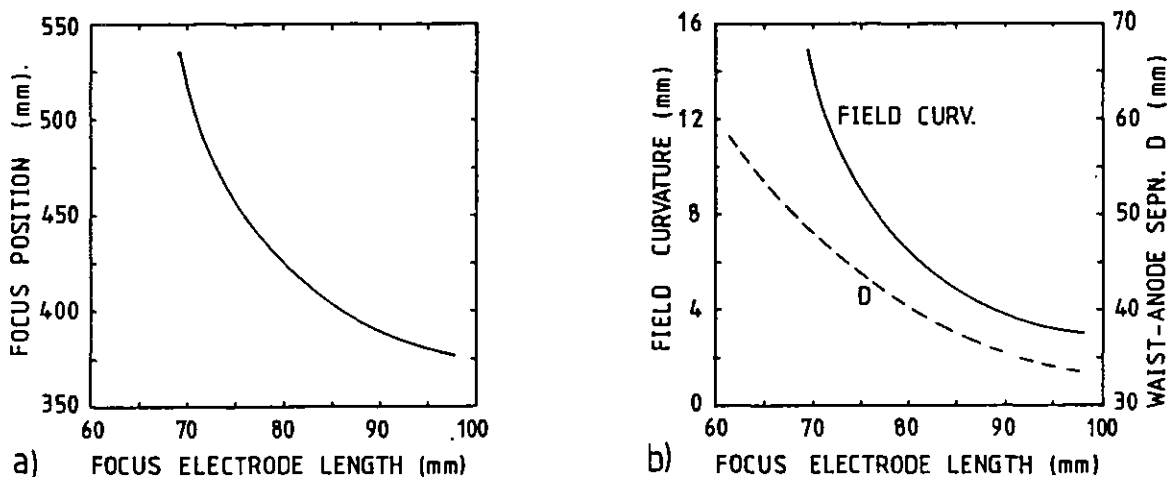 FOCUS POSITION (mm).
550
500
450
400
350
60 70 80 90 100
a) FOCUS ELECTRODE LENGTH (mm)
FIELD CURVATURE (mm)
16
12
8
4
0
FIELD CURV.
D
70
60
50
40
30
WAIST-ANODE SEPN. D (mm)
60 70 80 90 100
b) FOCUS ELECTRODE LENGTH (mm)